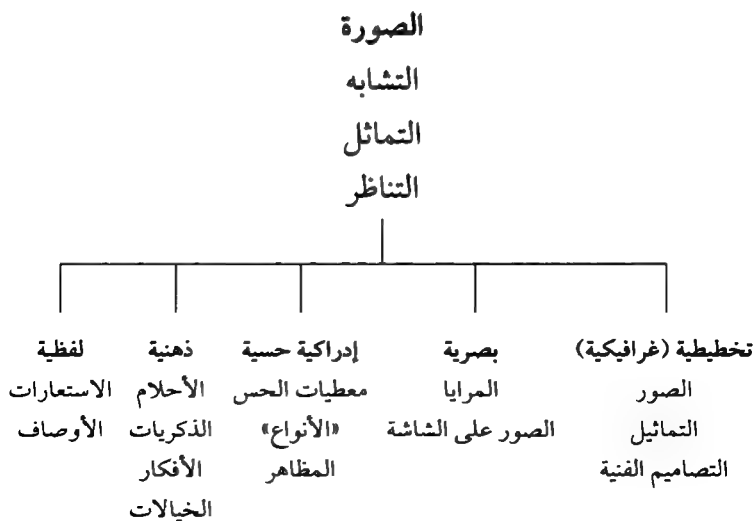 الصورة
التشابه
التماثل
التناظر
تخطيطية (غرافيكية)
الصور
التماثيل
التصاميم الفنية
بصرية
المرايا
الصور على الشاشة
إدراكية حسية
معطيات الحس
«الأنواع»
المظاهر
ذهنية
الأحلام
الذكريات
الأفكار
الخيالات
لفظية
الاستعارات
الأوصاف